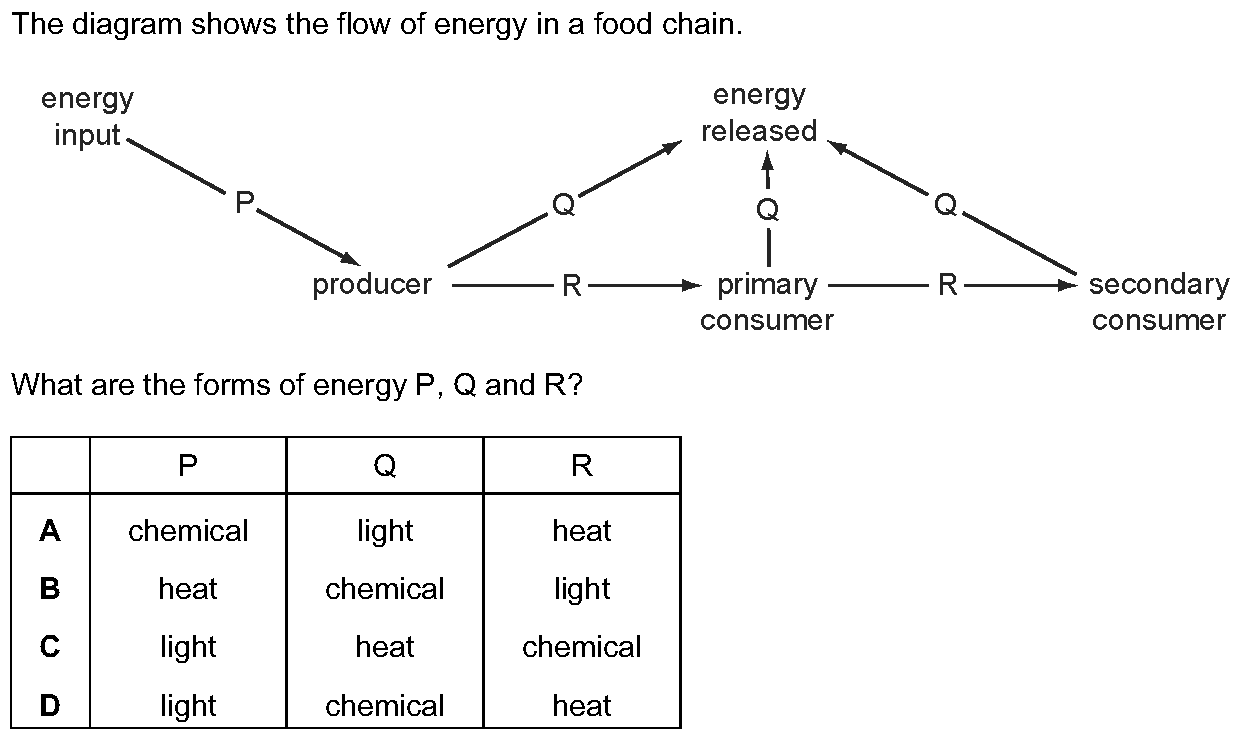 The diagram shows the flow of energy in a food chain.
energy
input
energy
released
P
Q
Q
Q
producer
R
primary
consumer
R
secondary
consumer
What are the forms of energy P, Q and R?
P Q R
A chemical light heat
B heat chemical light
C light heat chemical
D light chemical heat